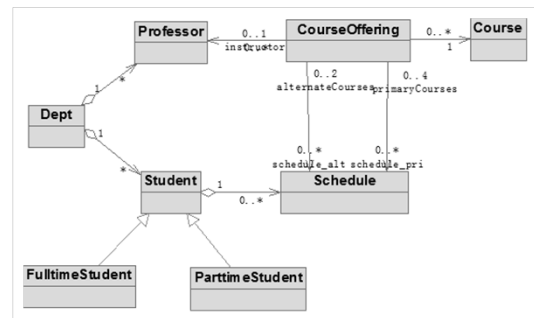 Professor
CourseOffering
Course
0..1
instructor
0..*
0..*
1
0..2
alternateCourses
0..4
primaryCourses
1
*
Dept
1
*
0..*
schedule_alt
0..*
schedule_pri
Student
1
0..*
Schedule
FulltimeStudent
ParttimeStudent